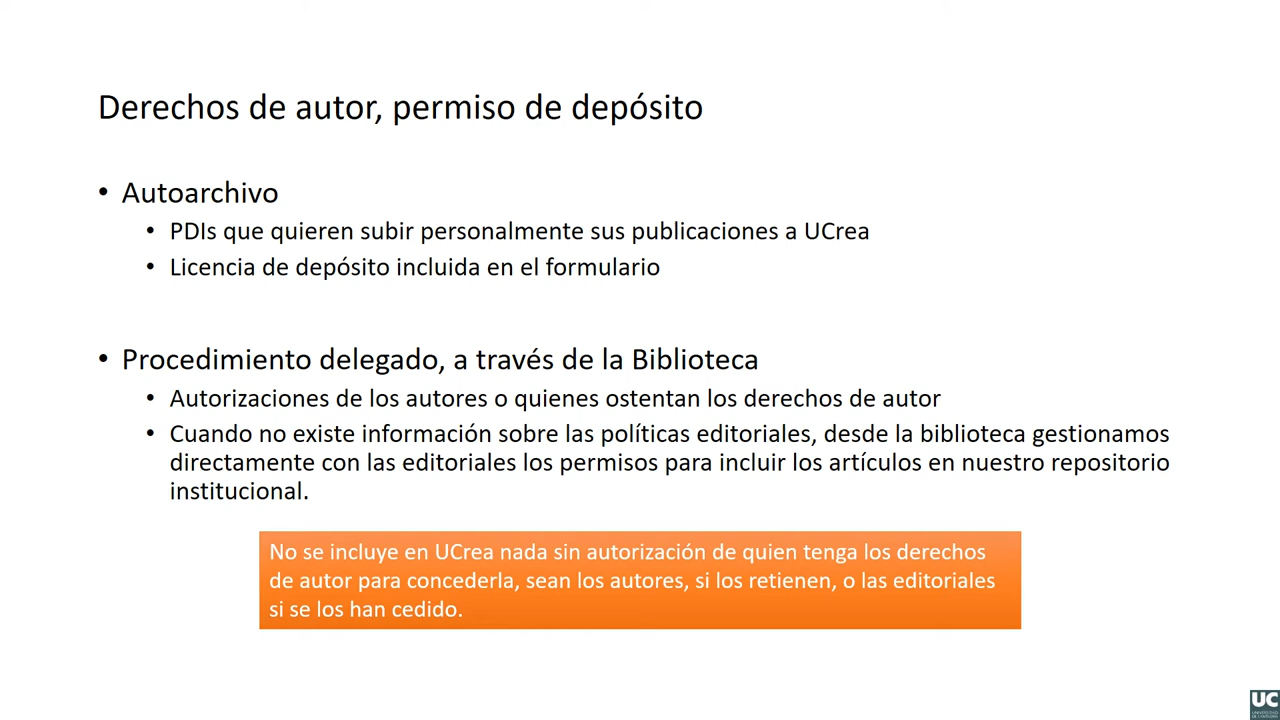 Derechos de autor, permiso de depósito
• Autoarchivo
• PDIs que quieren subir personalmente sus publicaciones a UCrea
• Licencia de depósito incluida en el formulario
• Procedimiento delegado, a través de la Biblioteca
• Autorizaciones de los autores o quienes ostentan los derechos de autor
• Cuando no existe información sobre las políticas editoriales, desde la biblioteca gestionamos
directamente con las editoriales los permisos para incluir los artículos en nuestro repositorio
institucional.
No se incluye en UCrea nada sin autorización de quien tenga los derechos
de autor para concederla, sean los autores, si los retienen, o las editoriales
si se los han cedido.
UC
UNIVERSIDAD
DE CANTABRIA